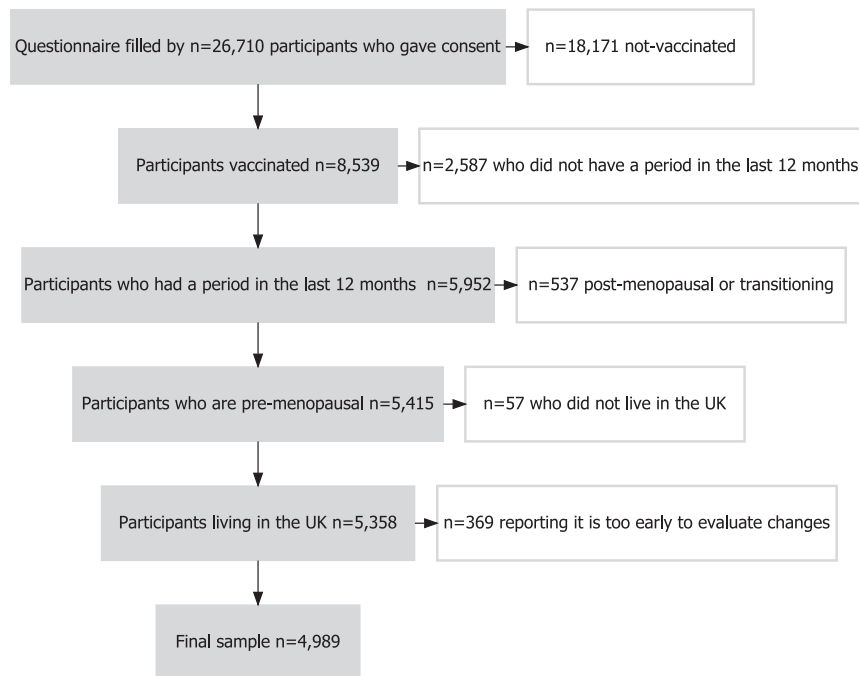 Questionnaire filled by n=26,710 participants who gave consent
n=18,171 not-vaccinated
Participants vaccinated n=8,539
n=2,587 who did not have a period in the last 12 months
Participants who had a period in the last 12 months n=5,952
n=537 post-menopausal or transitioning
Participants who are pre-menopausal n=5,415
n=57 who did not live in the UK
Participants living in the UK n=5,358
n=369 reporting it is too early to evaluate changes
Final sample n=4,989